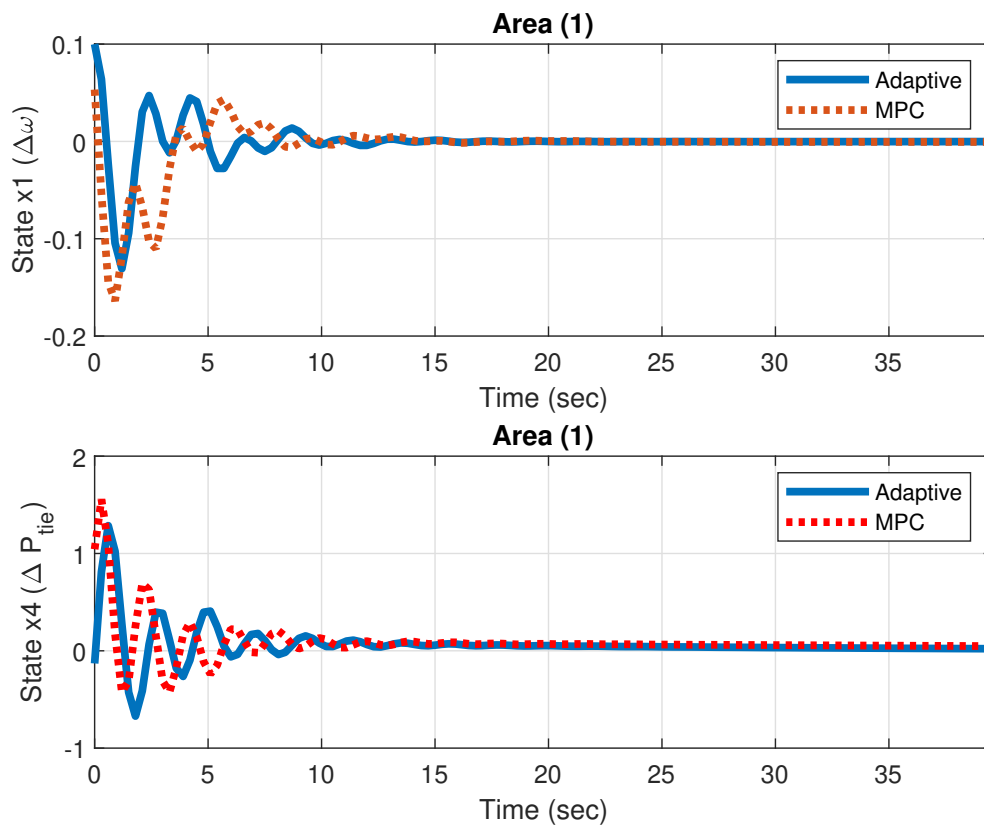 Area (1)
0.1
0
-0.1
-0.2
State x1 (Δω)
Adaptive
MPC
0 5 10 15 20 25 30 35
Time (sec)
Area (1)
2
1
0
-1
State x4 (Δ P_tie)
Adaptive
MPC
0 5 10 15 20 25 30 35
Time (sec)